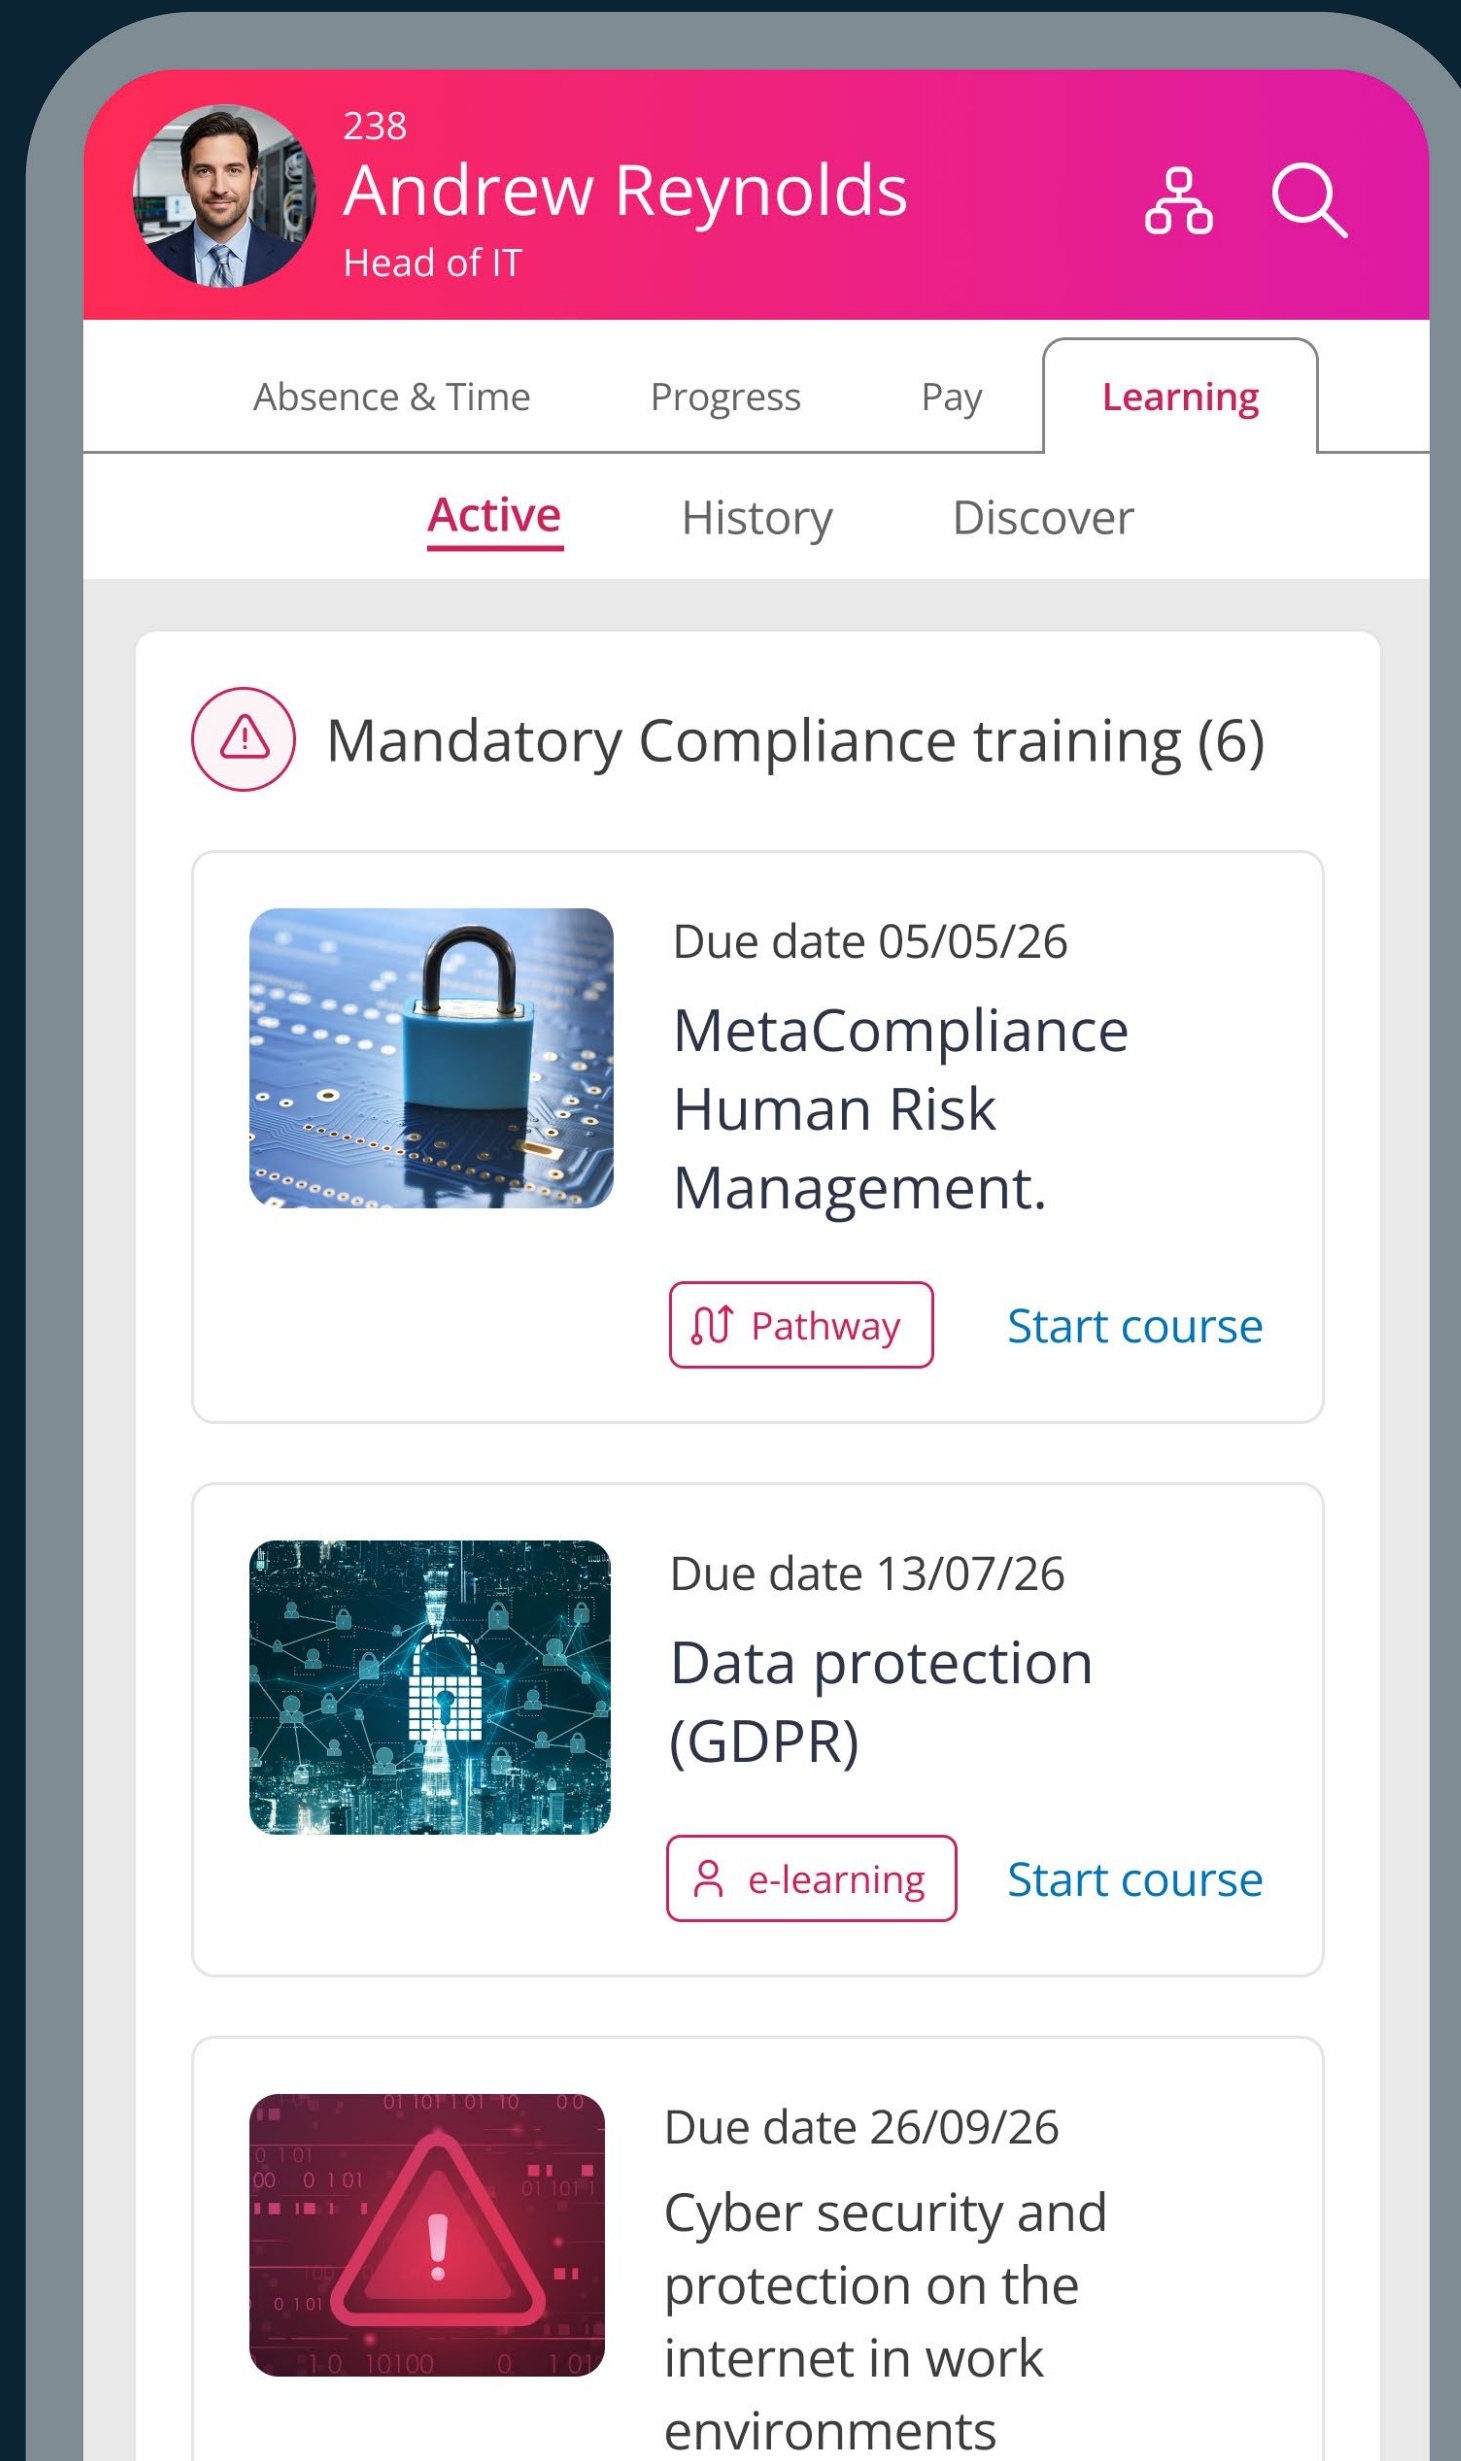 238
Andrew Reynolds
Head of IT
Absence & Time
Progress
Pay
Learning
Active
History
Discover
Mandatory Compliance training (6)
Due date 05/05/26
MetaCompliance
Human Risk
Management.
Pathway
Start course
Due date 13/07/26
Data protection
(GDPR)
e-learning
Start course
Due date 26/09/26
Cyber security and
protection on the
internet in work
environments